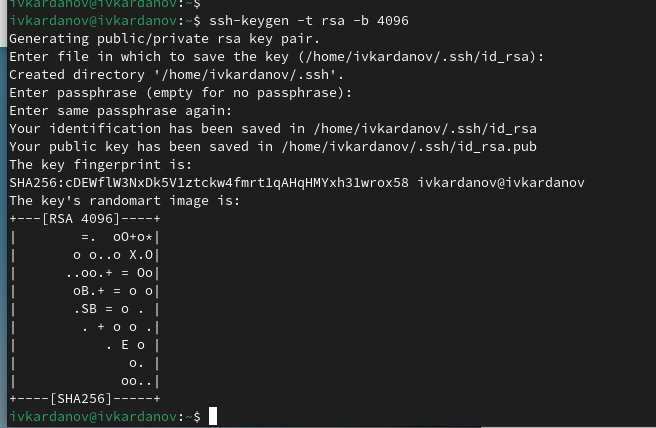 ivkardanov@ivkardanov:~$
ivkardanov@ivkardanov:~$ ssh-keygen -t rsa -b 4096
Generating public/private rsa key pair.
Enter file in which to save the key (/home/ivkardanov/.ssh/id_rsa):
Created directory '/home/ivkardanov/.ssh'.
Enter passphrase (empty for no passphrase):
Enter same passphrase again:
Your identification has been saved in /home/ivkardanov/.ssh/id_rsa
Your public key has been saved in /home/ivkardanov/.ssh/id_rsa.pub
The key fingerprint is:
SHA256:cDEWflW3NxDk5V1ztckw4fmrt1qAHqHMYxh31wrox58 ivkardanov@ivkardanov
The key's randomart image is:
+---[RSA 4096]----+
|        =.  oO+o*|
|       o o..o X.O|
|      ..oo.+ = Oo|
|       oB.+ = o o|
|       .SB = o . |
|        . + o o .|
|           . E o |
|              o. |
|             oo..|
+----[SHA256]-----+
ivkardanov@ivkardanov:~$